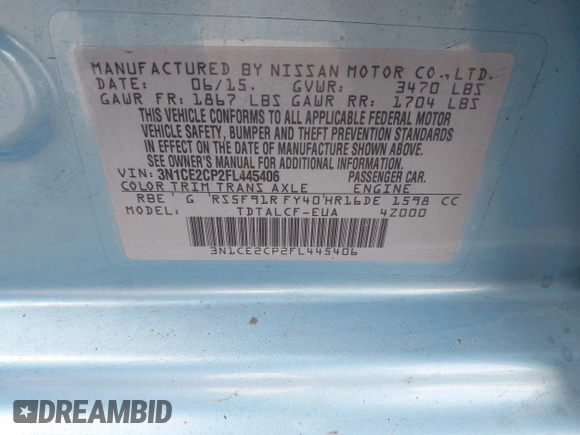 MANUFACTURED BY NISSAN MOTOR CO., LTD.
DATE: 06/15. GVWR: 3470 LBS
GAWR FR: 1867 LBS GAWR RR: 1704 LBS
THIS VEHICLE CONFORMS TO ALL APPLICABLE FEDERAL MOTOR
VEHICLE SAFETY, BUMPER AND THEFT PREVENTION STANDARDS
IN EFFECT ON THE DATE OF MANUFACTURE SHOWN ABOVE.
SEE OWNER'S MANUAL FOR ADDITIONAL INFORMATION
VIN: 3N1CE2CP2FL445406 PASSENGER CAR.
COLOR TRIM TRANS AXLE ENGINE
RBE G RS5F91R FY40 HR16DE 1598 CC
MODEL: TDTALCF-EUA 4Z000
3N1CE2CP2FL445406
DREAMBID